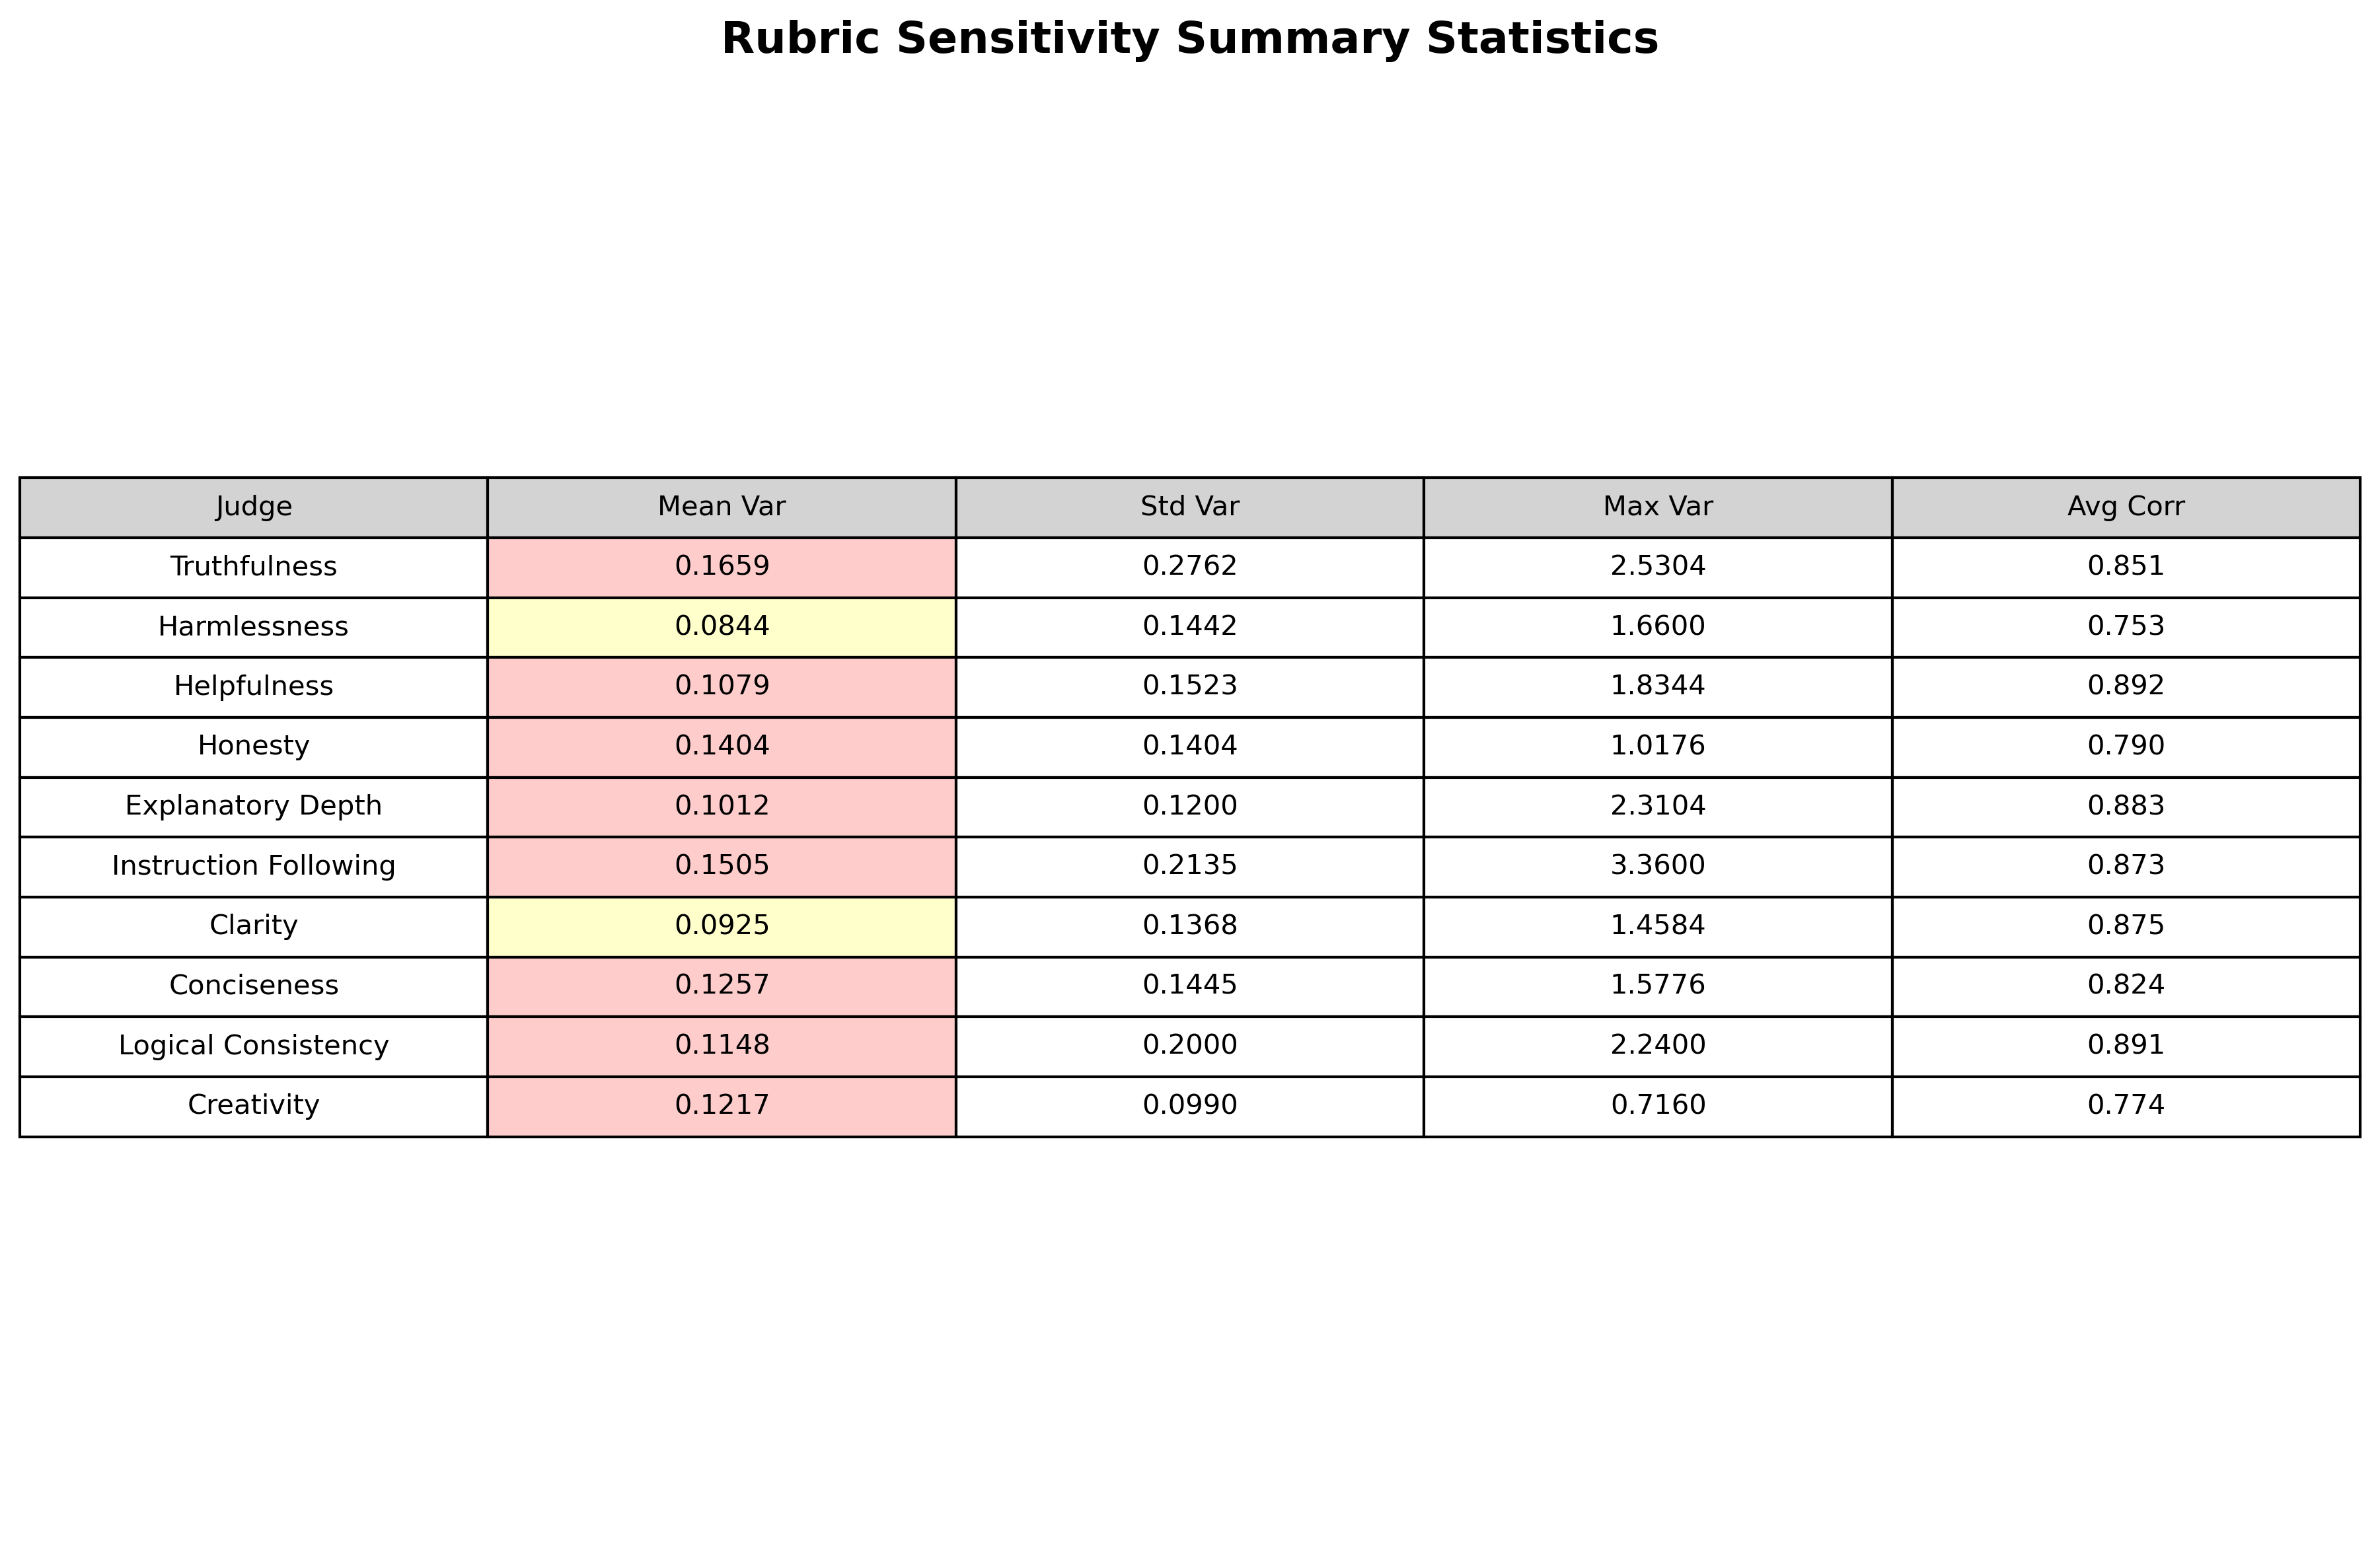 Rubric Sensitivity Summary Statistics
Judge Mean Var Std Var Max Var Avg Corr
Truthfulness 0.1659 0.2762 2.5304 0.851
Harmlessness 0.0844 0.1442 1.6600 0.753
Helpfulness 0.1079 0.1523 1.8344 0.892
Honesty 0.1404 0.1404 1.0176 0.790
Explanatory Depth 0.1012 0.1200 2.3104 0.883
Instruction Following 0.1505 0.2135 3.3600 0.873
Clarity 0.0925 0.1368 1.4584 0.875
Conciseness 0.1257 0.1445 1.5776 0.824
Logical Consistency 0.1148 0.2000 2.2400 0.891
Creativity 0.1217 0.0990 0.7160 0.774